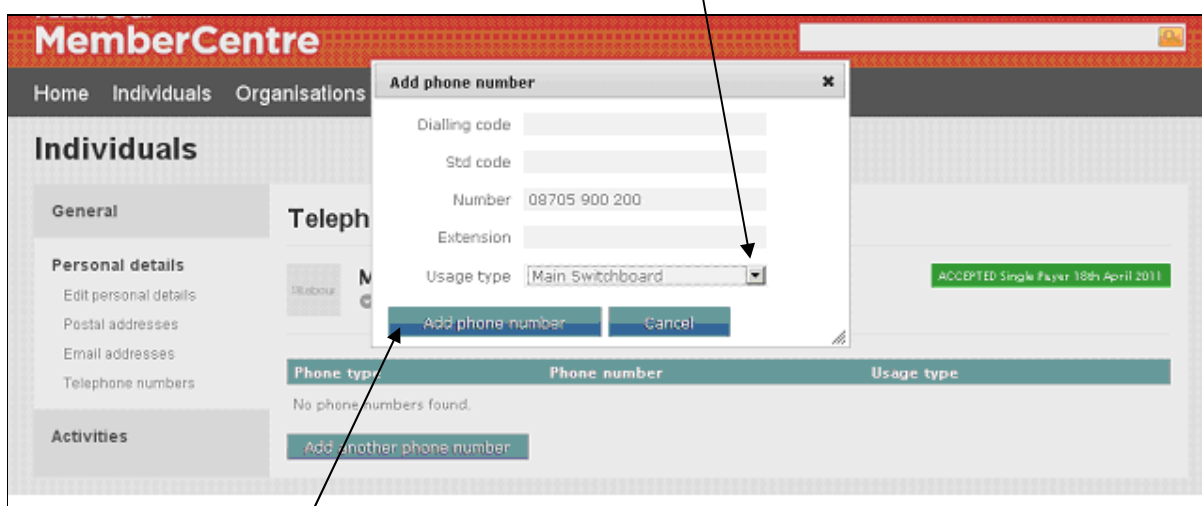 MemberCentre
Home Individuals Organisations
Individuals
General
Personal details
Edit personal details
Postal addresses
Email addresses
Telephone numbers
Activities
Add phone number
Dialling code
Std code
Number 08705 900 200
Extension
Usage type Main Switchboard
Add phone number Cancel
Teleph
M
ACCEPTED Single Payer 18th April 2011
Phone type Phone number Usage type
No phone numbers found.
Add another phone number